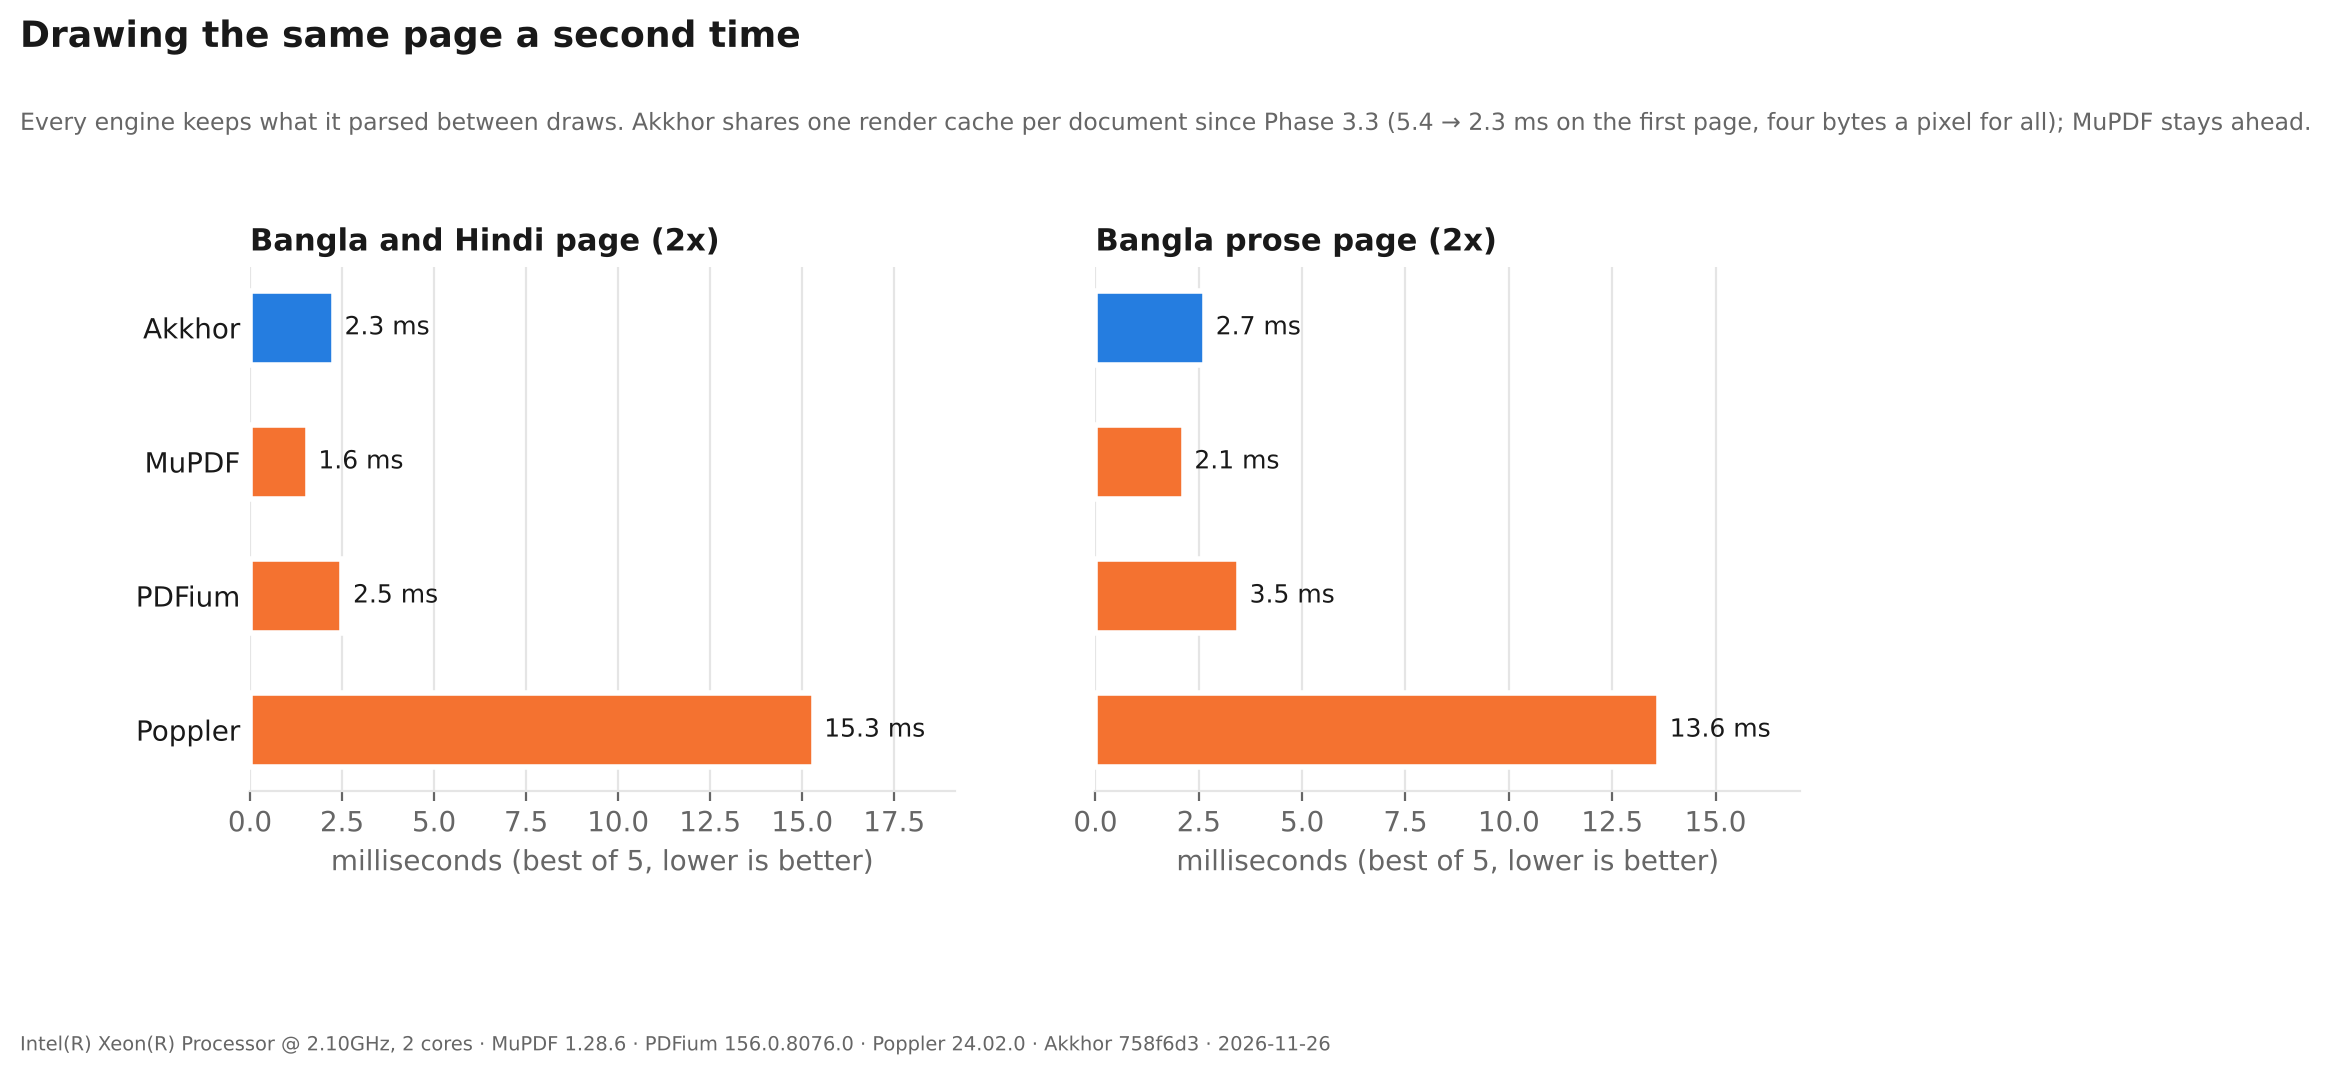 Drawing the same page a second time
Every engine keeps what it parsed between draws. Akkhor shares one render cache per document since Phase 3.3 (5.4 → 2.3 ms on the first page, four bytes a pixel for all); MuPDF stays ahead.
Bangla and Hindi page (2x)
Akkhor 2.3 ms
MuPDF 1.6 ms
PDFium 2.5 ms
Poppler 15.3 ms
0.0 2.5 5.0 7.5 10.0 12.5 15.0 17.5
milliseconds (best of 5, lower is better)
Bangla prose page (2x)
2.7 ms
2.1 ms
3.5 ms
13.6 ms
0.0 2.5 5.0 7.5 10.0 12.5 15.0
milliseconds (best of 5, lower is better)
Intel(R) Xeon(R) Processor @ 2.10GHz, 2 cores · MuPDF 1.28.6 · PDFium 156.0.8076.0 · Poppler 24.02.0 · Akkhor 758f6d3 · 2026-11-26